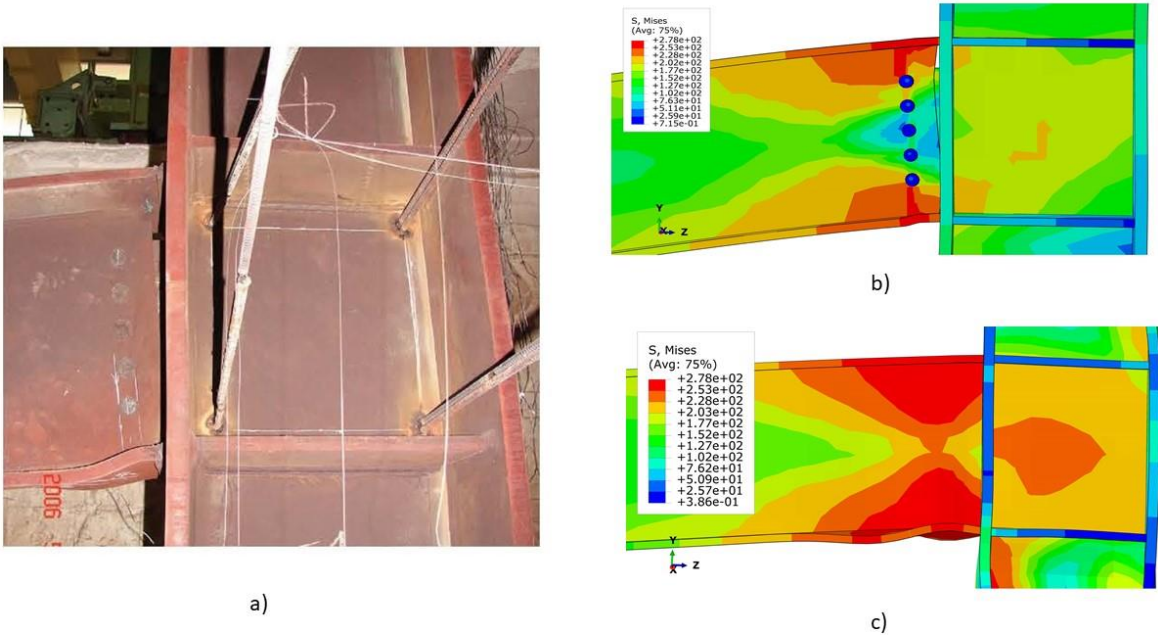 2006
a)
S, Mises
(Avg: 75%)
+2.78e+02
+2.53e+02
+2.28e+02
+2.02e+02
+1.77e+02
+1.52e+02
+1.27e+02
+1.02e+02
+7.63e+01
+5.11e+01
+2.59e+01
+7.15e-01
Y
X
Z
b)
S, Mises
(Avg: 75%)
+2.78e+02
+2.53e+02
+2.28e+02
+2.03e+02
+1.77e+02
+1.52e+02
+1.27e+02
+1.02e+02
+7.62e+01
+5.09e+01
+2.57e+01
+3.86e-01
Y
X
Z
c)